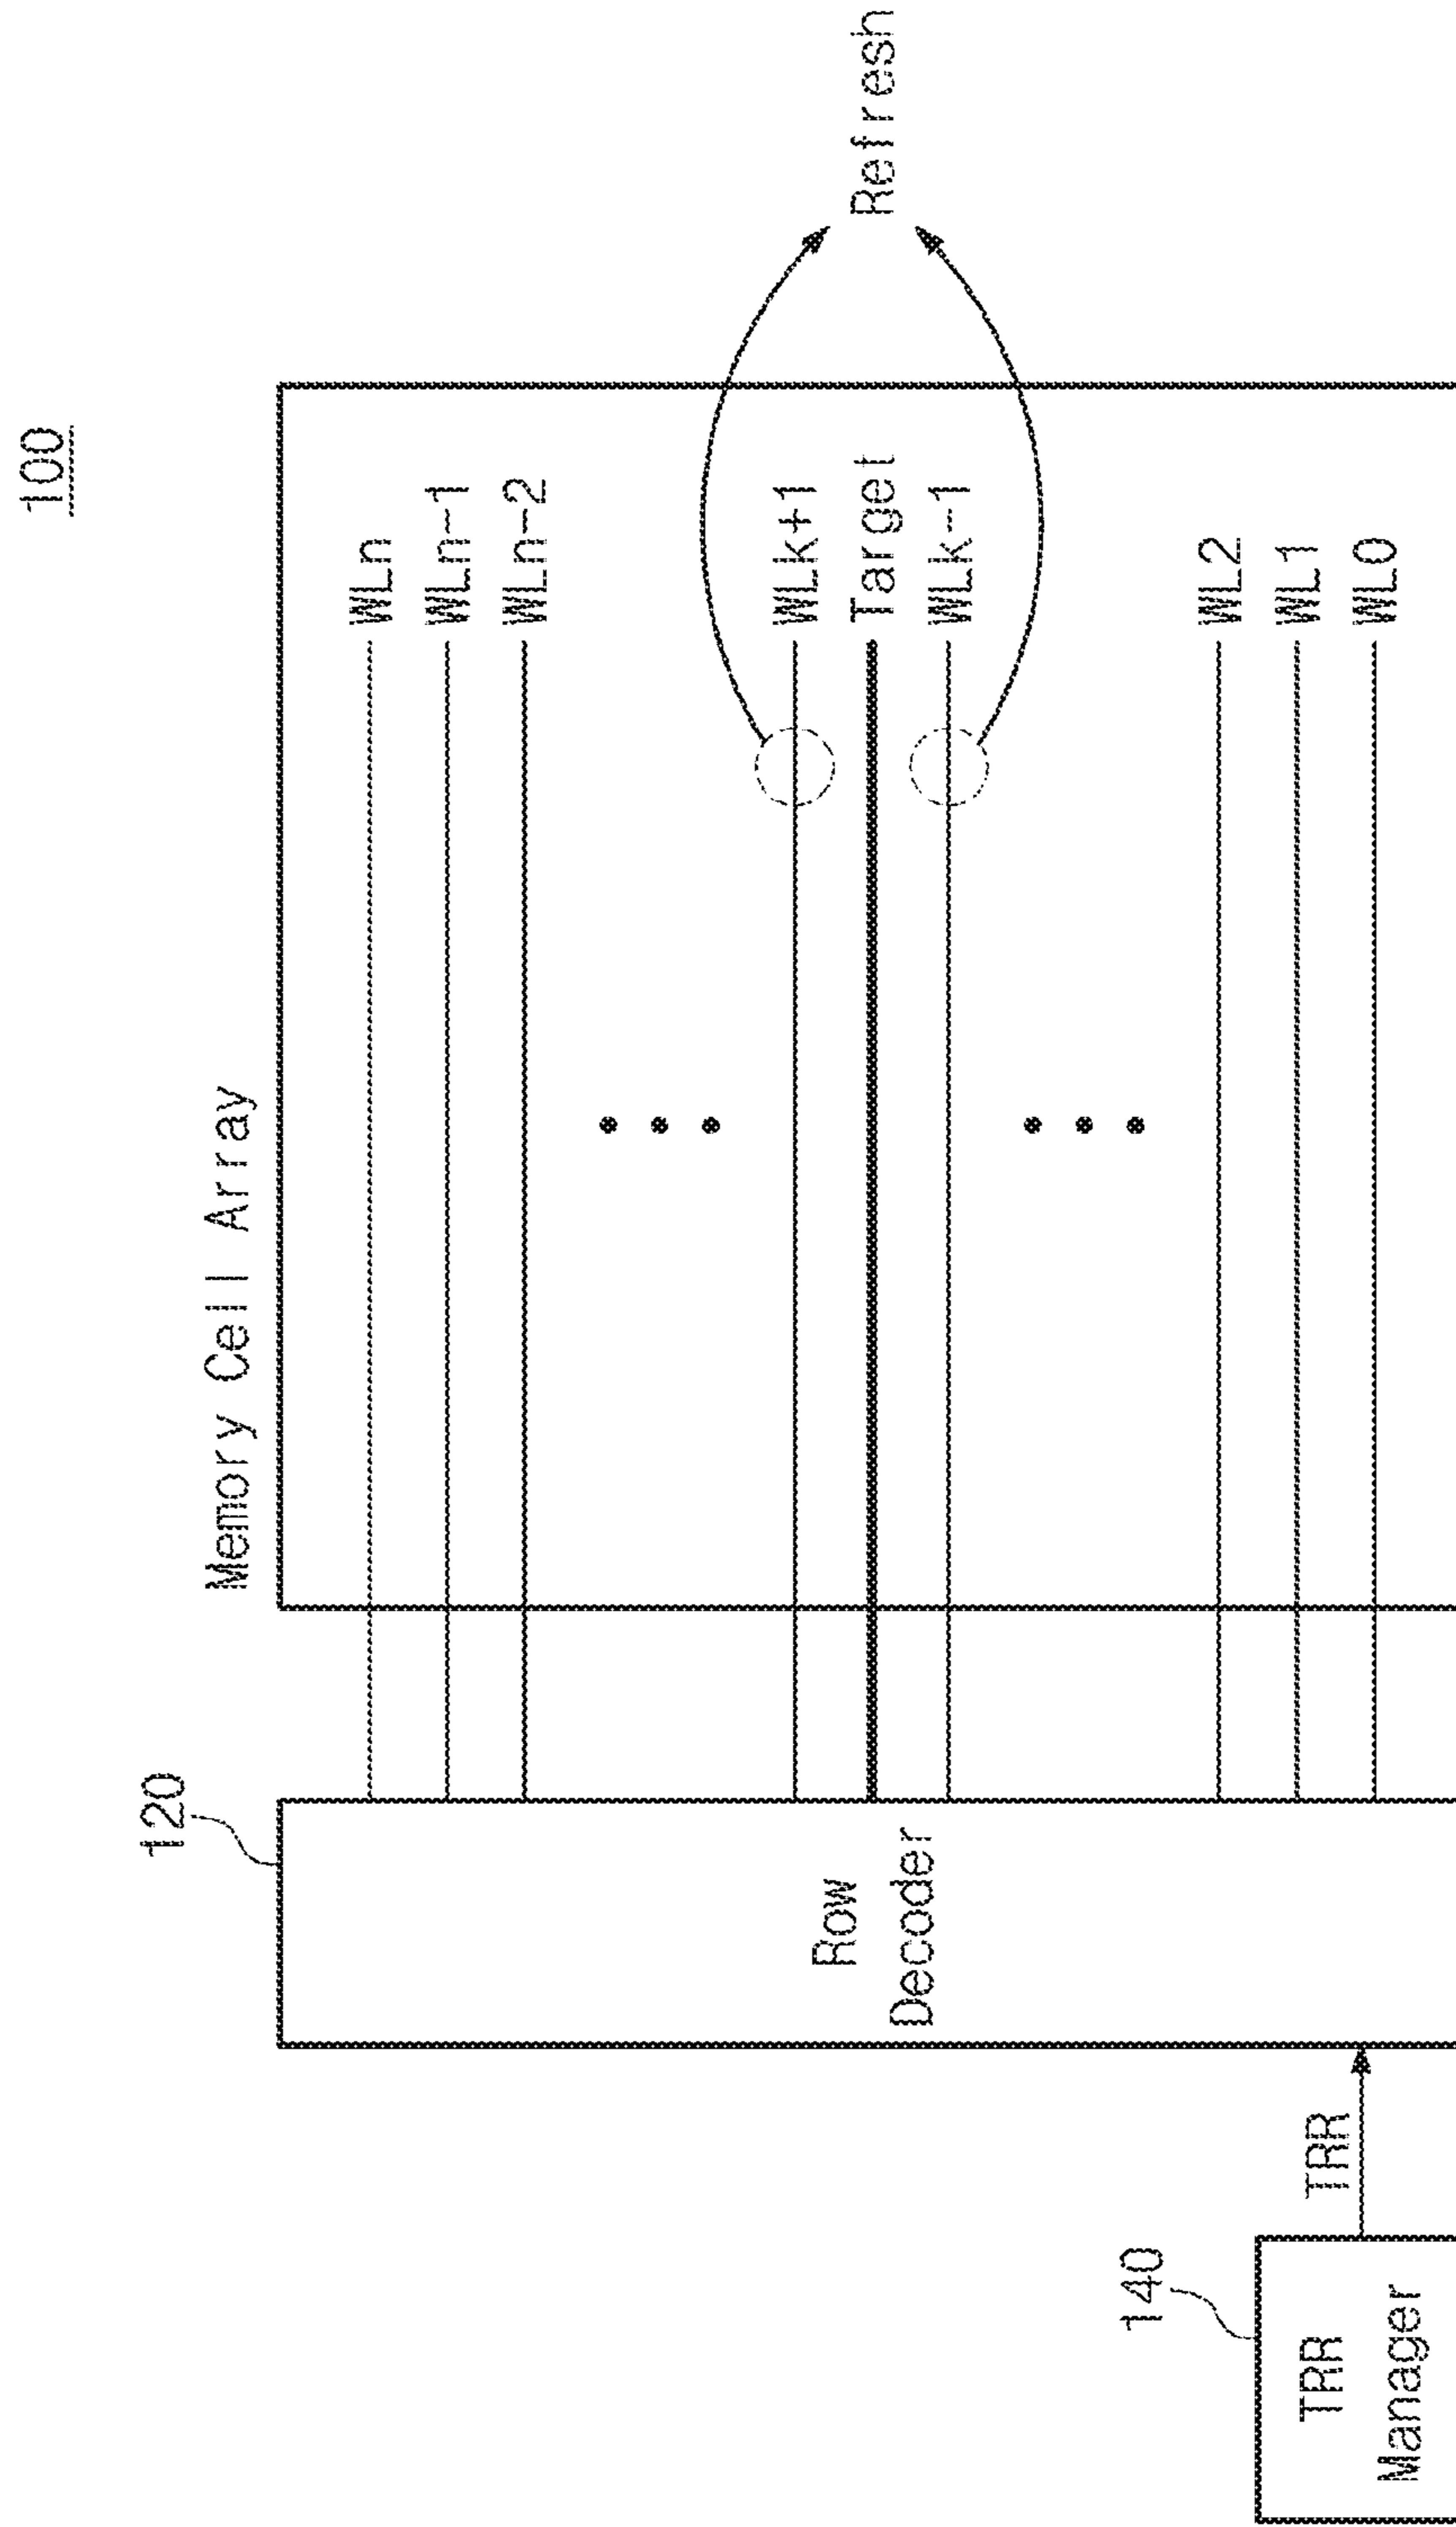 100
Memory Cell Array
120
WLn
WLn-1
WLn-2
WLk+1
Target
WLk-1
Refresh
WL2
WL1
WL0
Row
Decoder
140
TRR
TRR
Manager